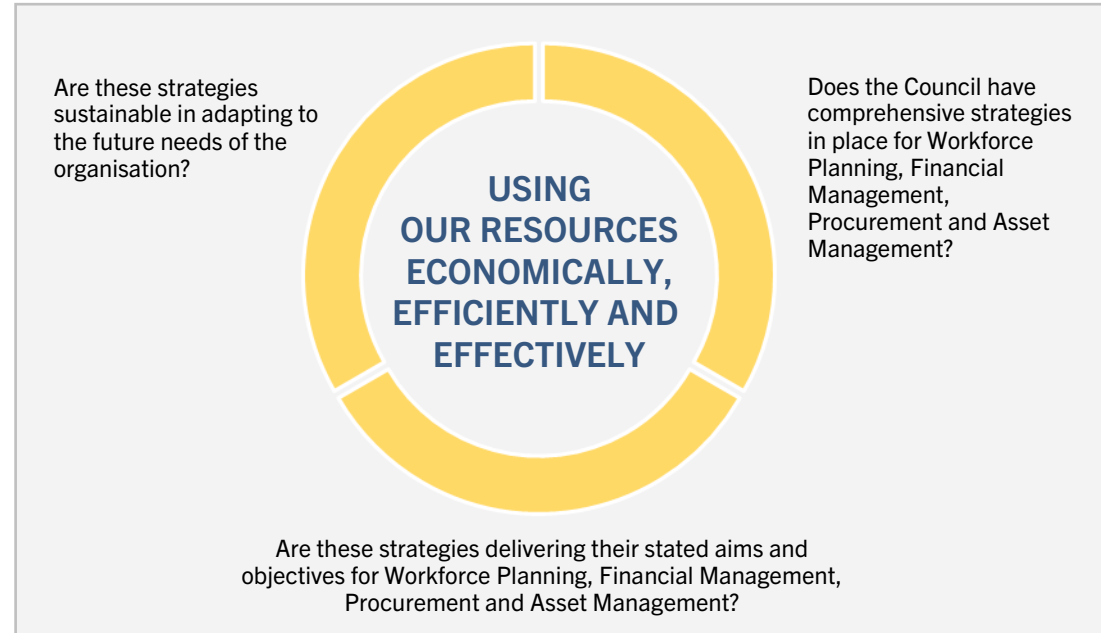 Are these strategies
sustainable in adapting to
the future needs of the
organisation?
Does the Council have
comprehensive strategies
in place for Workforce
Planning, Financial
Management,
Procurement and Asset
Management?
USING
OUR RESOURCES
ECONOMICALLY,
EFFICIENTLY AND
EFFECTIVELY
Are these strategies delivering their stated aims and
objectives for Workforce Planning, Financial Management,
Procurement and Asset Management?